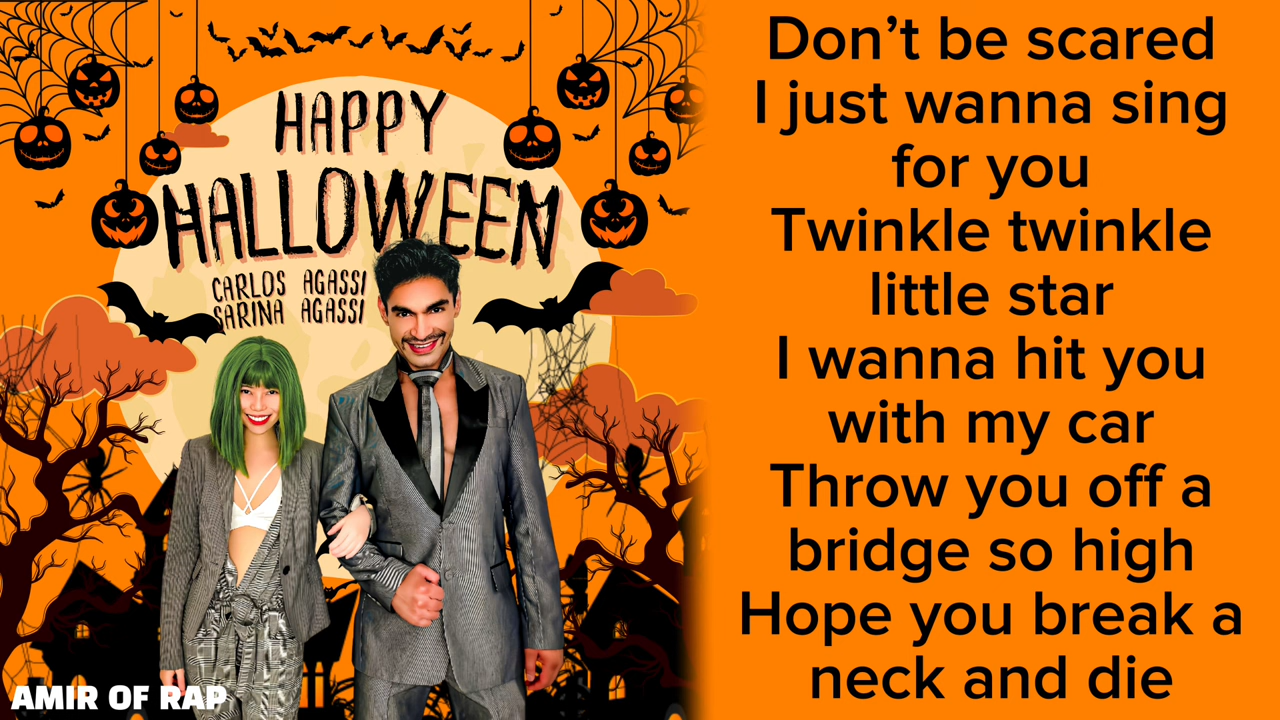 HAPPY
HALLOWEEN
CARLOS AGASSI
SARINA AGASSI
AMIR OF RAP
Don’t be scared
I just wanna sing
for you
Twinkle twinkle
little star
I wanna hit you
with my car
Throw you off a
bridge so high
Hope you break a
neck and die